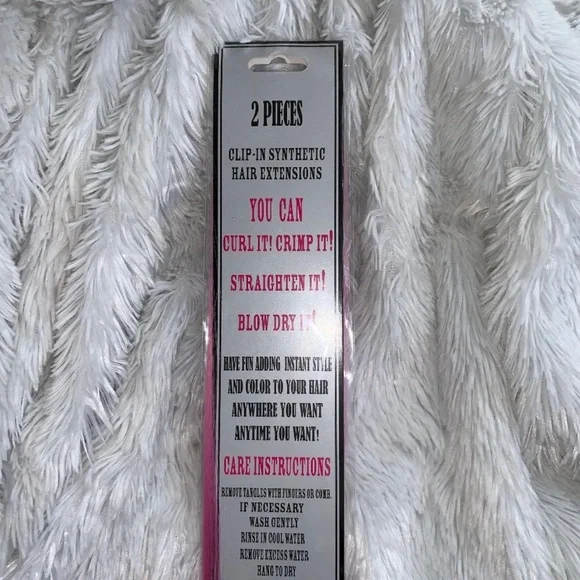 2 PIECES
CLIP-IN SYNTHETIC
HAIR EXTENSIONS
YOU CAN
CURL IT! CRIMP IT!
STRAIGHTEN IT!
BLOW DRY IT!
HAVE FUN ADDING INSTANT STYLE
AND COLOR TO YOUR HAIR
ANYWHERE YOU WANT
ANYTIME YOU WANT!
CARE INSTRUCTIONS
REMOVE TANGLES WITH FINGERS OR COMB.
IF NECESSARY
WASH GENTLY
RINSE IN COOL WATER
REMOVE EXCESS WATER
HANG TO DRY